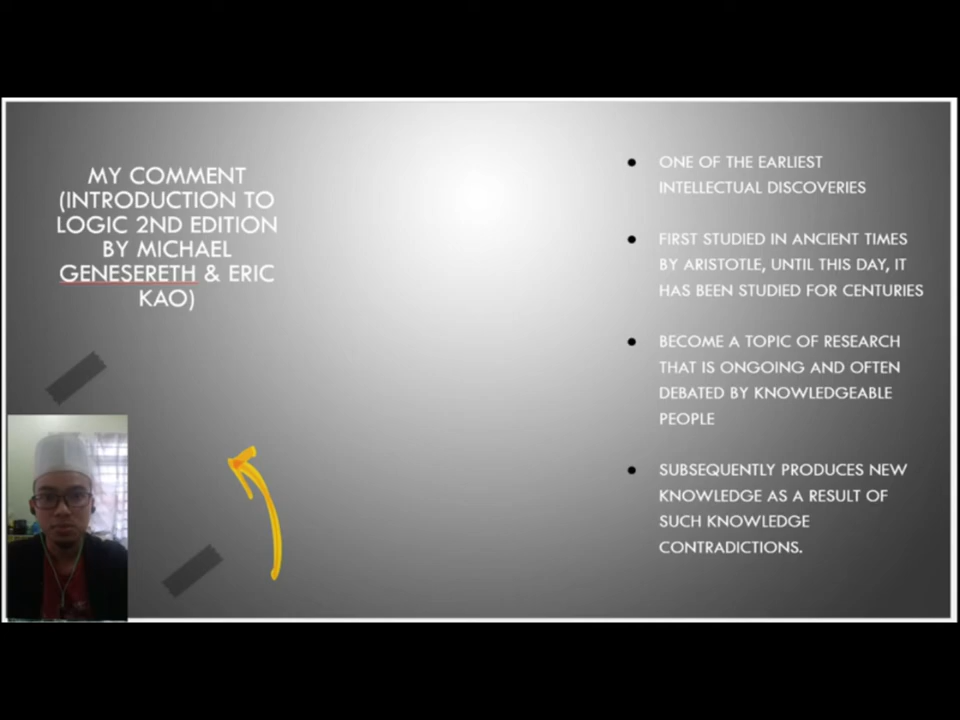 MY COMMENT
(INTRODUCTION TO
LOGIC 2ND EDITION
BY MICHAEL
GENESERETH & ERIC
KAO)
● ONE OF THE EARLIEST
INTELLECTUAL DISCOVERIES
● FIRST STUDIED IN ANCIENT TIMES
BY ARISTOTLE, UNTIL THIS DAY, IT
HAS BEEN STUDIED FOR CENTURIES
● BECOME A TOPIC OF RESEARCH
THAT IS ONGOING AND OFTEN
DEBATED BY KNOWLEDGEABLE
PEOPLE
● SUBSEQUENTLY PRODUCES NEW
KNOWLEDGE AS A RESULT OF
SUCH KNOWLEDGE
CONTRADICTIONS.